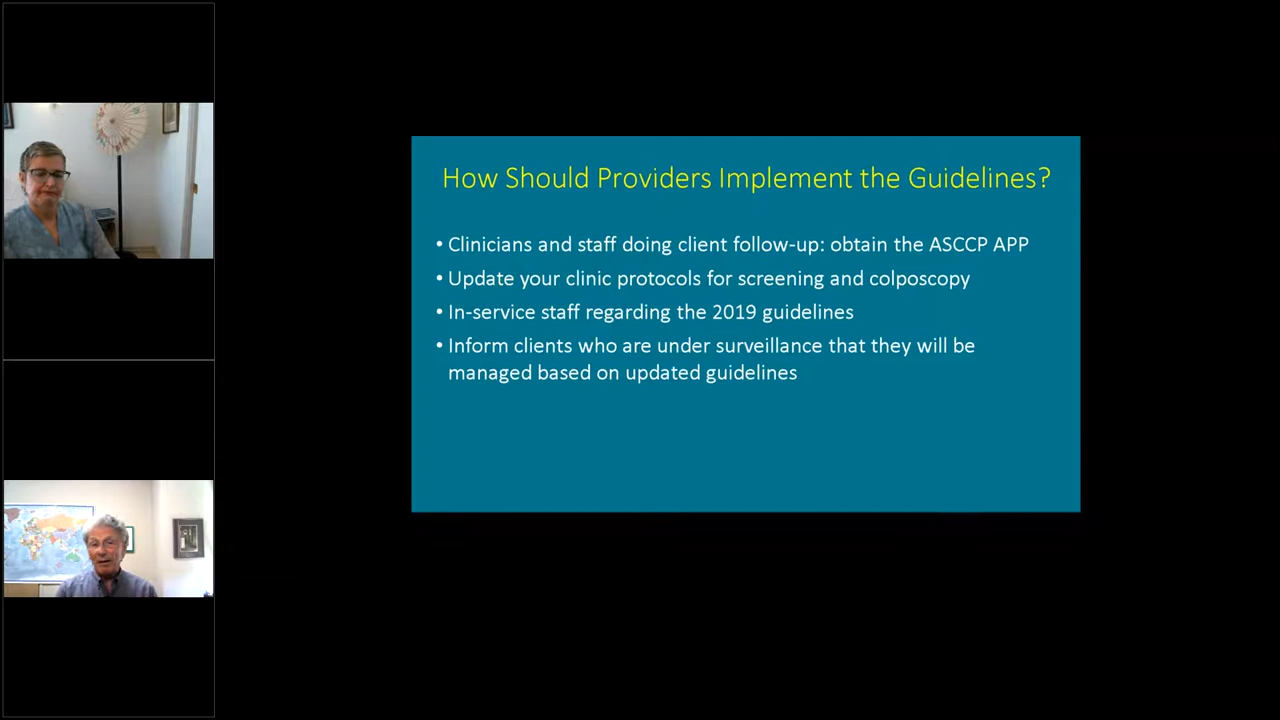 How Should Providers Implement the Guidelines?
• Clinicians and staff doing client follow-up: obtain the ASCCP APP
• Update your clinic protocols for screening and colposcopy
• In-service staff regarding the 2019 guidelines
• Inform clients who are under surveillance that they will be
managed based on updated guidelines